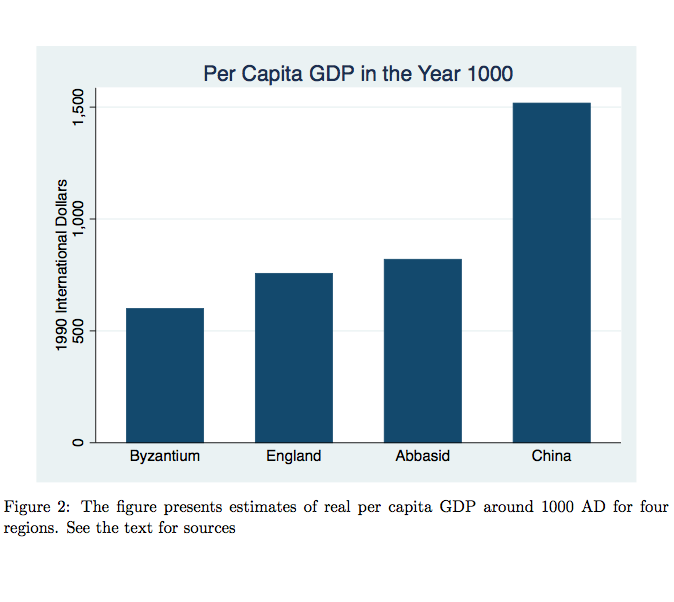 Per Capita GDP in the Year 1000
1990 International Dollars
1,500
1,000
500
0
Byzantium England Abbasid China
Figure 2: The figure presents estimates of real per capita GDP around 1000 AD for four
regions. See the text for sources